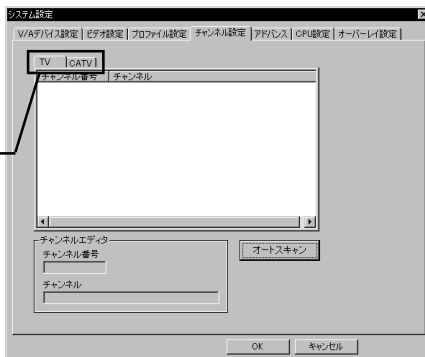 システム設定
V/Aデバイス設定 ビデオ設定 プロファイル設定 チャンネル設定 アドバンス CPU設定 オーバーレイ設定
TV CATV
チャンネル番号 チャンネル
チャンネルエディタ
チャンネル番号
オートスキャン
チャンネル
OK キャンセル